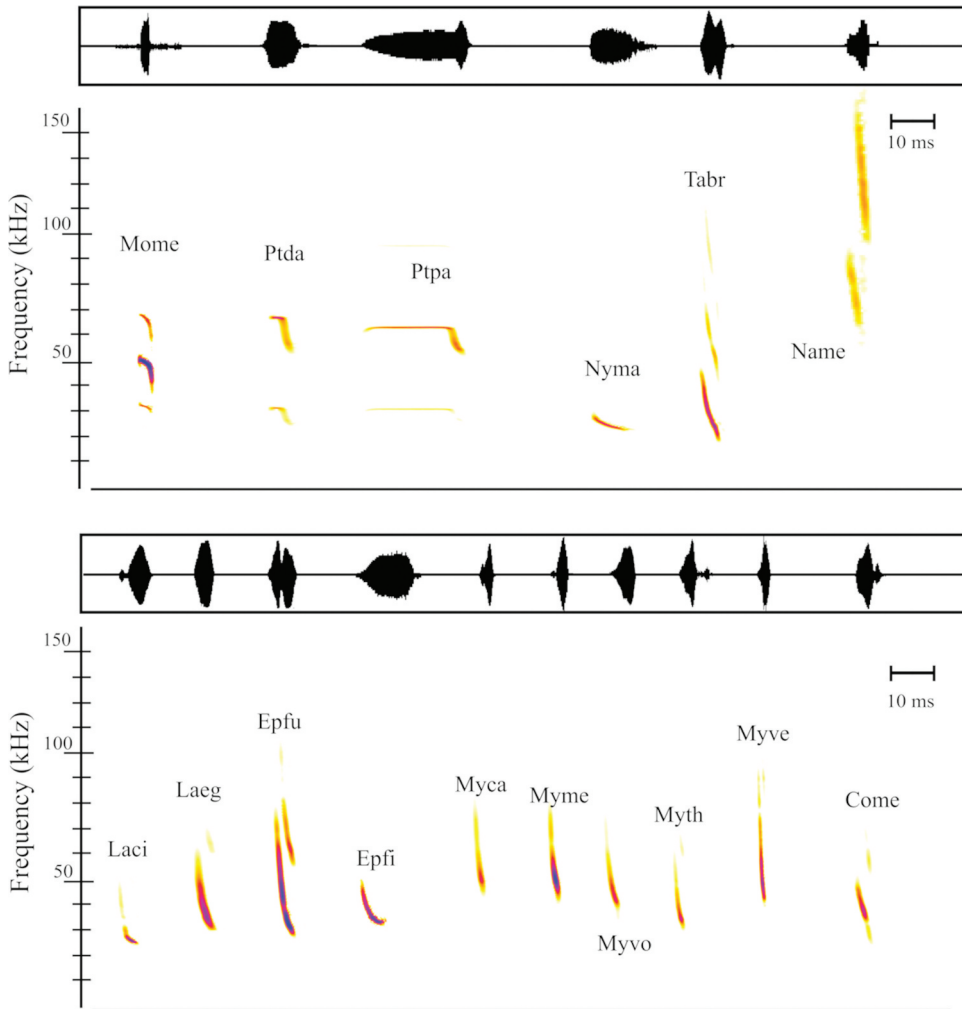 150
10 ms
Tabr
100
Mome
Ptda
Ptpa
Frequency (kHz)
50
Name
Nyma
150
10 ms
Frequency (kHz)
Epfu
100
Myve
Laeg
Myca
Myme
Come
Myth
Laci
Epfi
50
Myvo